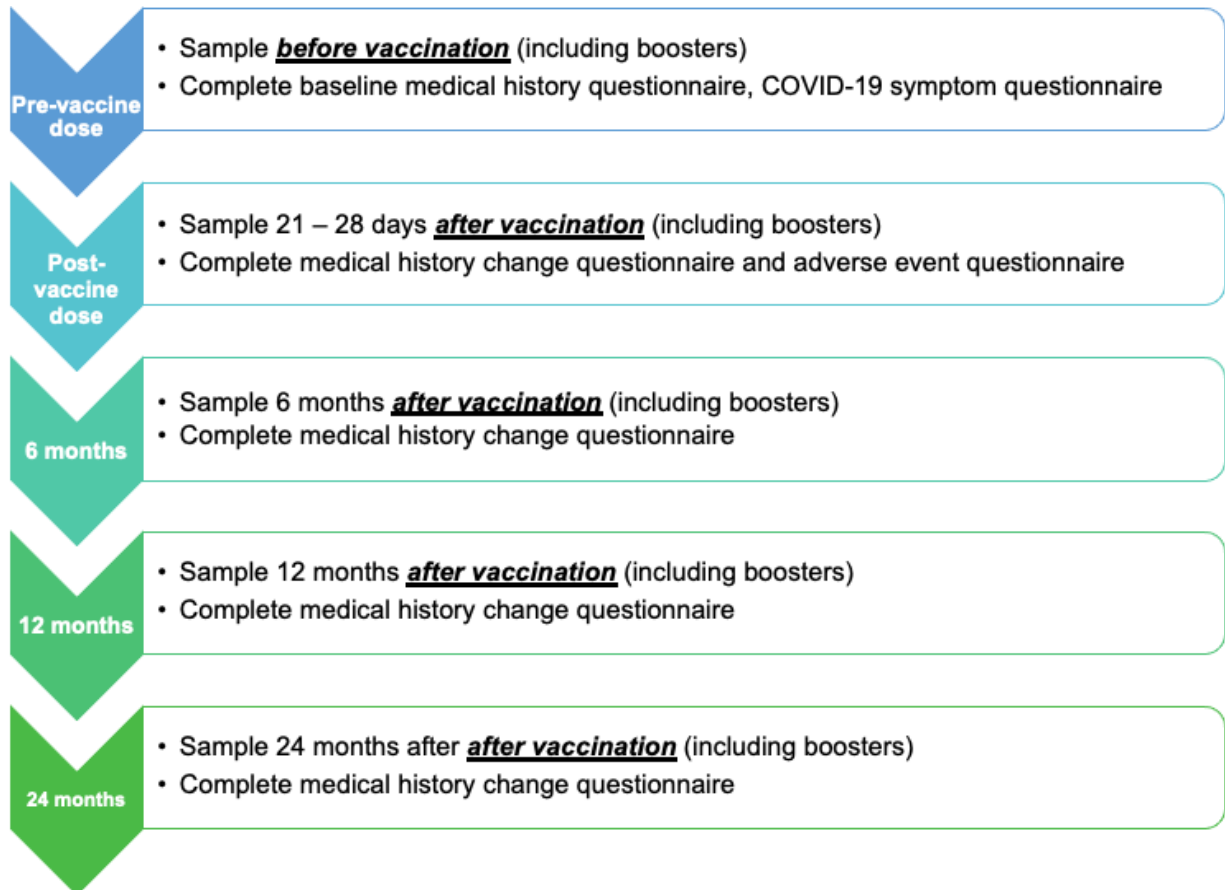 • Sample before vaccination (including boosters)
• Complete baseline medical history questionnaire, COVID-19 symptom questionnaire
Pre-vaccine
dose
• Sample 21 – 28 days after vaccination (including boosters)
• Complete medical history change questionnaire and adverse event questionnaire
Post-
vaccine
dose
• Sample 6 months after vaccination (including boosters)
• Complete medical history change questionnaire
6 months
• Sample 12 months after vaccination (including boosters)
• Complete medical history change questionnaire
12 months
• Sample 24 months after after vaccination (including boosters)
• Complete medical history change questionnaire
24 months